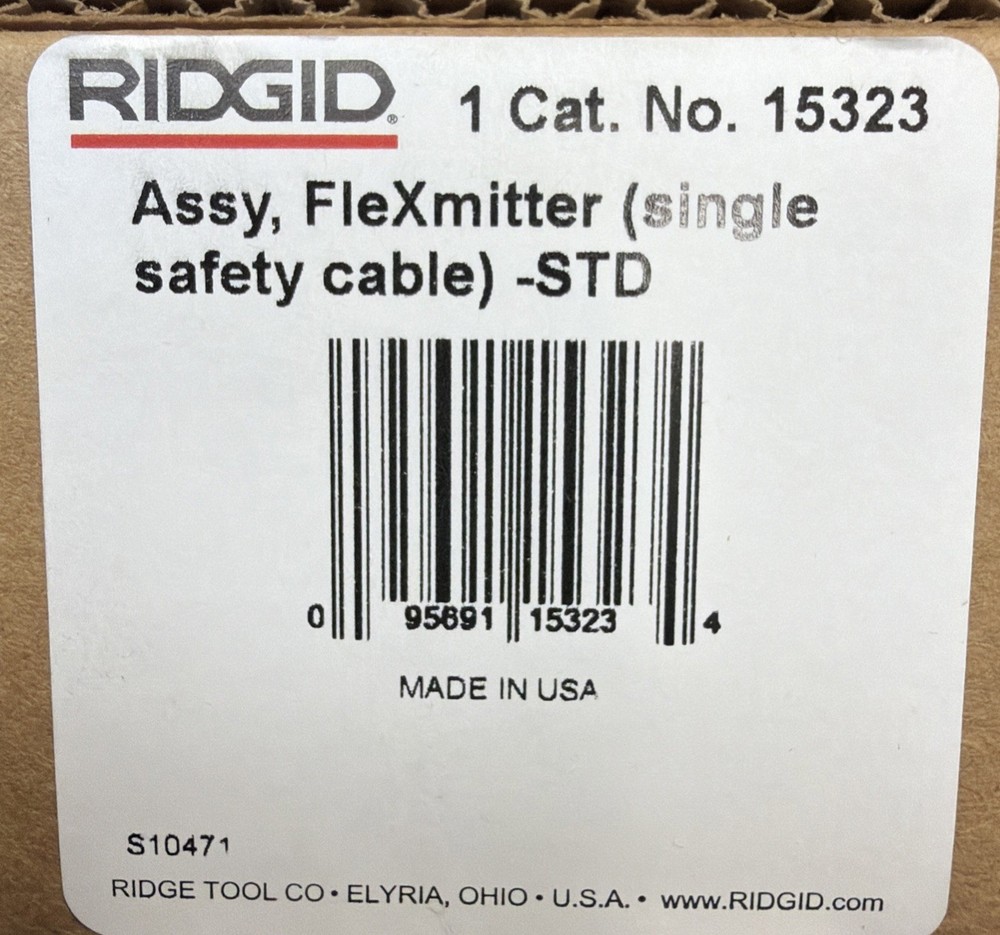 RIDGID® 1 Cat. No. 15323
Assy, FleXmitter (single
safety cable) -STD
0 95691 15323 4
MADE IN USA
S10471
RIDGE TOOL CO • ELYRIA, OHIO • U.S.A. • www.RIDGID.com